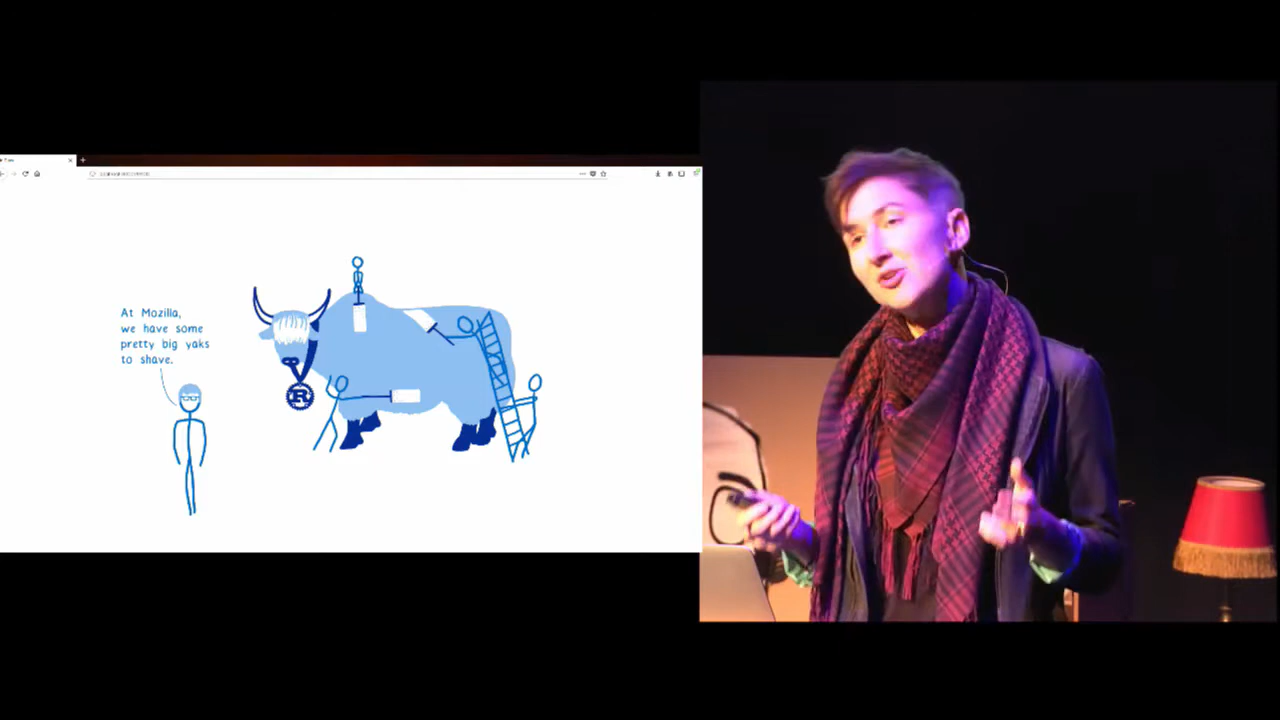 At Mozilla,
we have some
pretty big yaks
to shave.
R